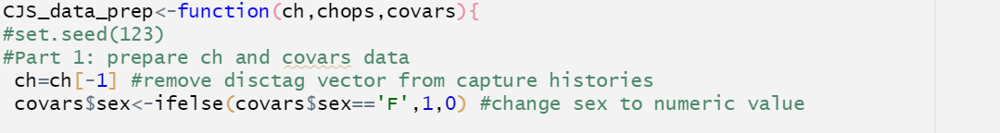 CJS_data_prep<-function(ch,chops,covars){
#set.seed(123)
#Part 1: prepare ch and covars data
ch=ch[-1] #remove disctag vector from capture histories
covars$sex<-ifelse(covars$sex=='F',1,0) #change sex to numeric value